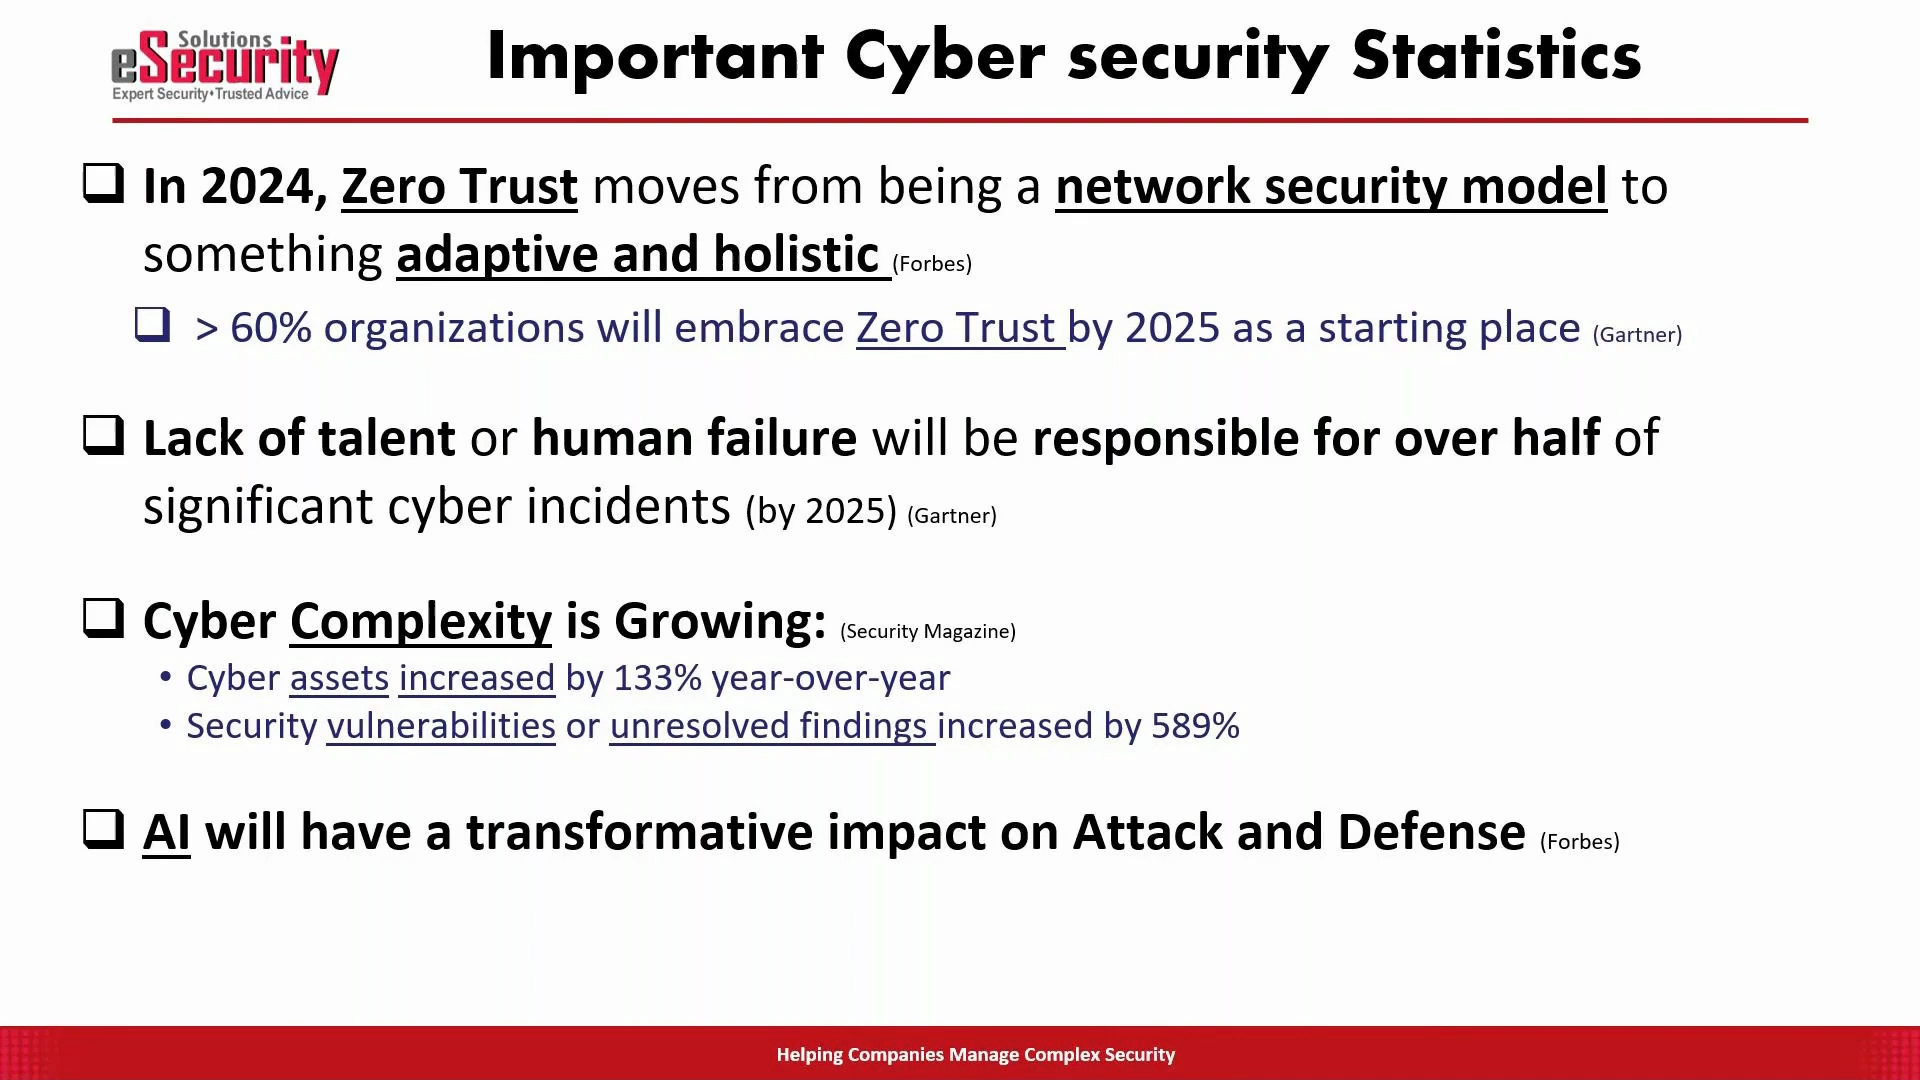 Solutions
eSecurity
Expert Security•Trusted Advice
Important Cyber security Statistics
In 2024, Zero Trust moves from being a network security model to
something adaptive and holistic (Forbes)
> 60% organizations will embrace Zero Trust by 2025 as a starting place (Gartner)
Lack of talent or human failure will be responsible for over half of
significant cyber incidents (by 2025) (Gartner)
Cyber Complexity is Growing: (Security Magazine)
• Cyber assets increased by 133% year-over-year
• Security vulnerabilities or unresolved findings increased by 589%
AI will have a transformative impact on Attack and Defense (Forbes)
Helping Companies Manage Complex Security